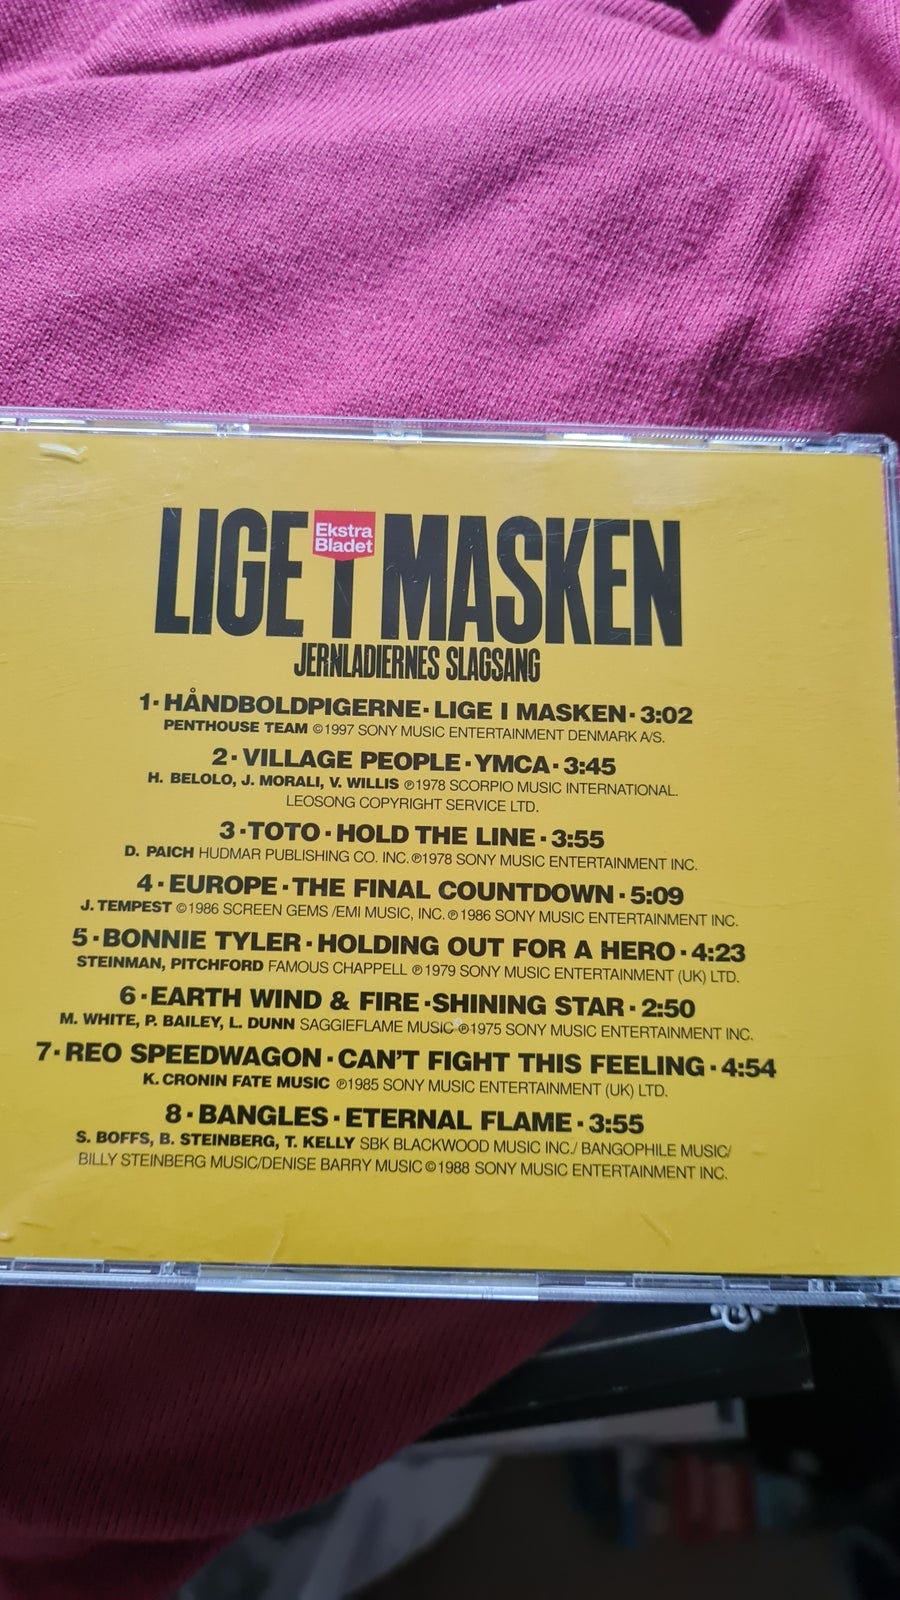 LIGE I MASKEN
Ekstra
Bladet
JERNLADIERNES SLAGSANG
1·HÅNDBOLDPIGERNE·LIGE I MASKEN·3:02
PENTHOUSE TEAM ©1997 SONY MUSIC ENTERTAINMENT DENMARK A/S.
2·VILLAGE PEOPLE·YMCA·3:45
H. BELOLO, J. MORALI, V. WILLIS ℗1978 SCORPIO MUSIC INTERNATIONAL.
LEOSONG COPYRIGHT SERVICE LTD.
3·TOTO·HOLD THE LINE·3:55
D. PAICH HUDMAR PUBLISHING CO. INC. ℗1978 SONY MUSIC ENTERTAINMENT INC.
4·EUROPE·THE FINAL COUNTDOWN·5:09
J. TEMPEST ©1986 SCREEN GEMS /EMI MUSIC, INC. ℗1986 SONY MUSIC ENTERTAINMENT INC.
5·BONNIE TYLER·HOLDING OUT FOR A HERO·4:23
STEINMAN, PITCHFORD FAMOUS CHAPPELL ℗1979 SONY MUSIC ENTERTAINMENT (UK) LTD.
6·EARTH WIND & FIRE·SHINING STAR·2:50
M. WHITE, P. BAILEY, L. DUNN SAGGIEFLAME MUSIC ℗1975 SONY MUSIC ENTERTAINMENT INC.
7·REO SPEEDWAGON·CAN'T FIGHT THIS FEELING·4:54
K. CRONIN FATE MUSIC ℗1985 SONY MUSIC ENTERTAINMENT (UK) LTD.
8·BANGLES·ETERNAL FLAME·3:55
S. BOFFS, B. STEINBERG, T. KELLY SBK BLACKWOOD MUSIC INC./ BANGOPHILE MUSIC/
BILLY STEINBERG MUSIC/DENISE BARRY MUSIC ©1988 SONY MUSIC ENTERTAINMENT INC.